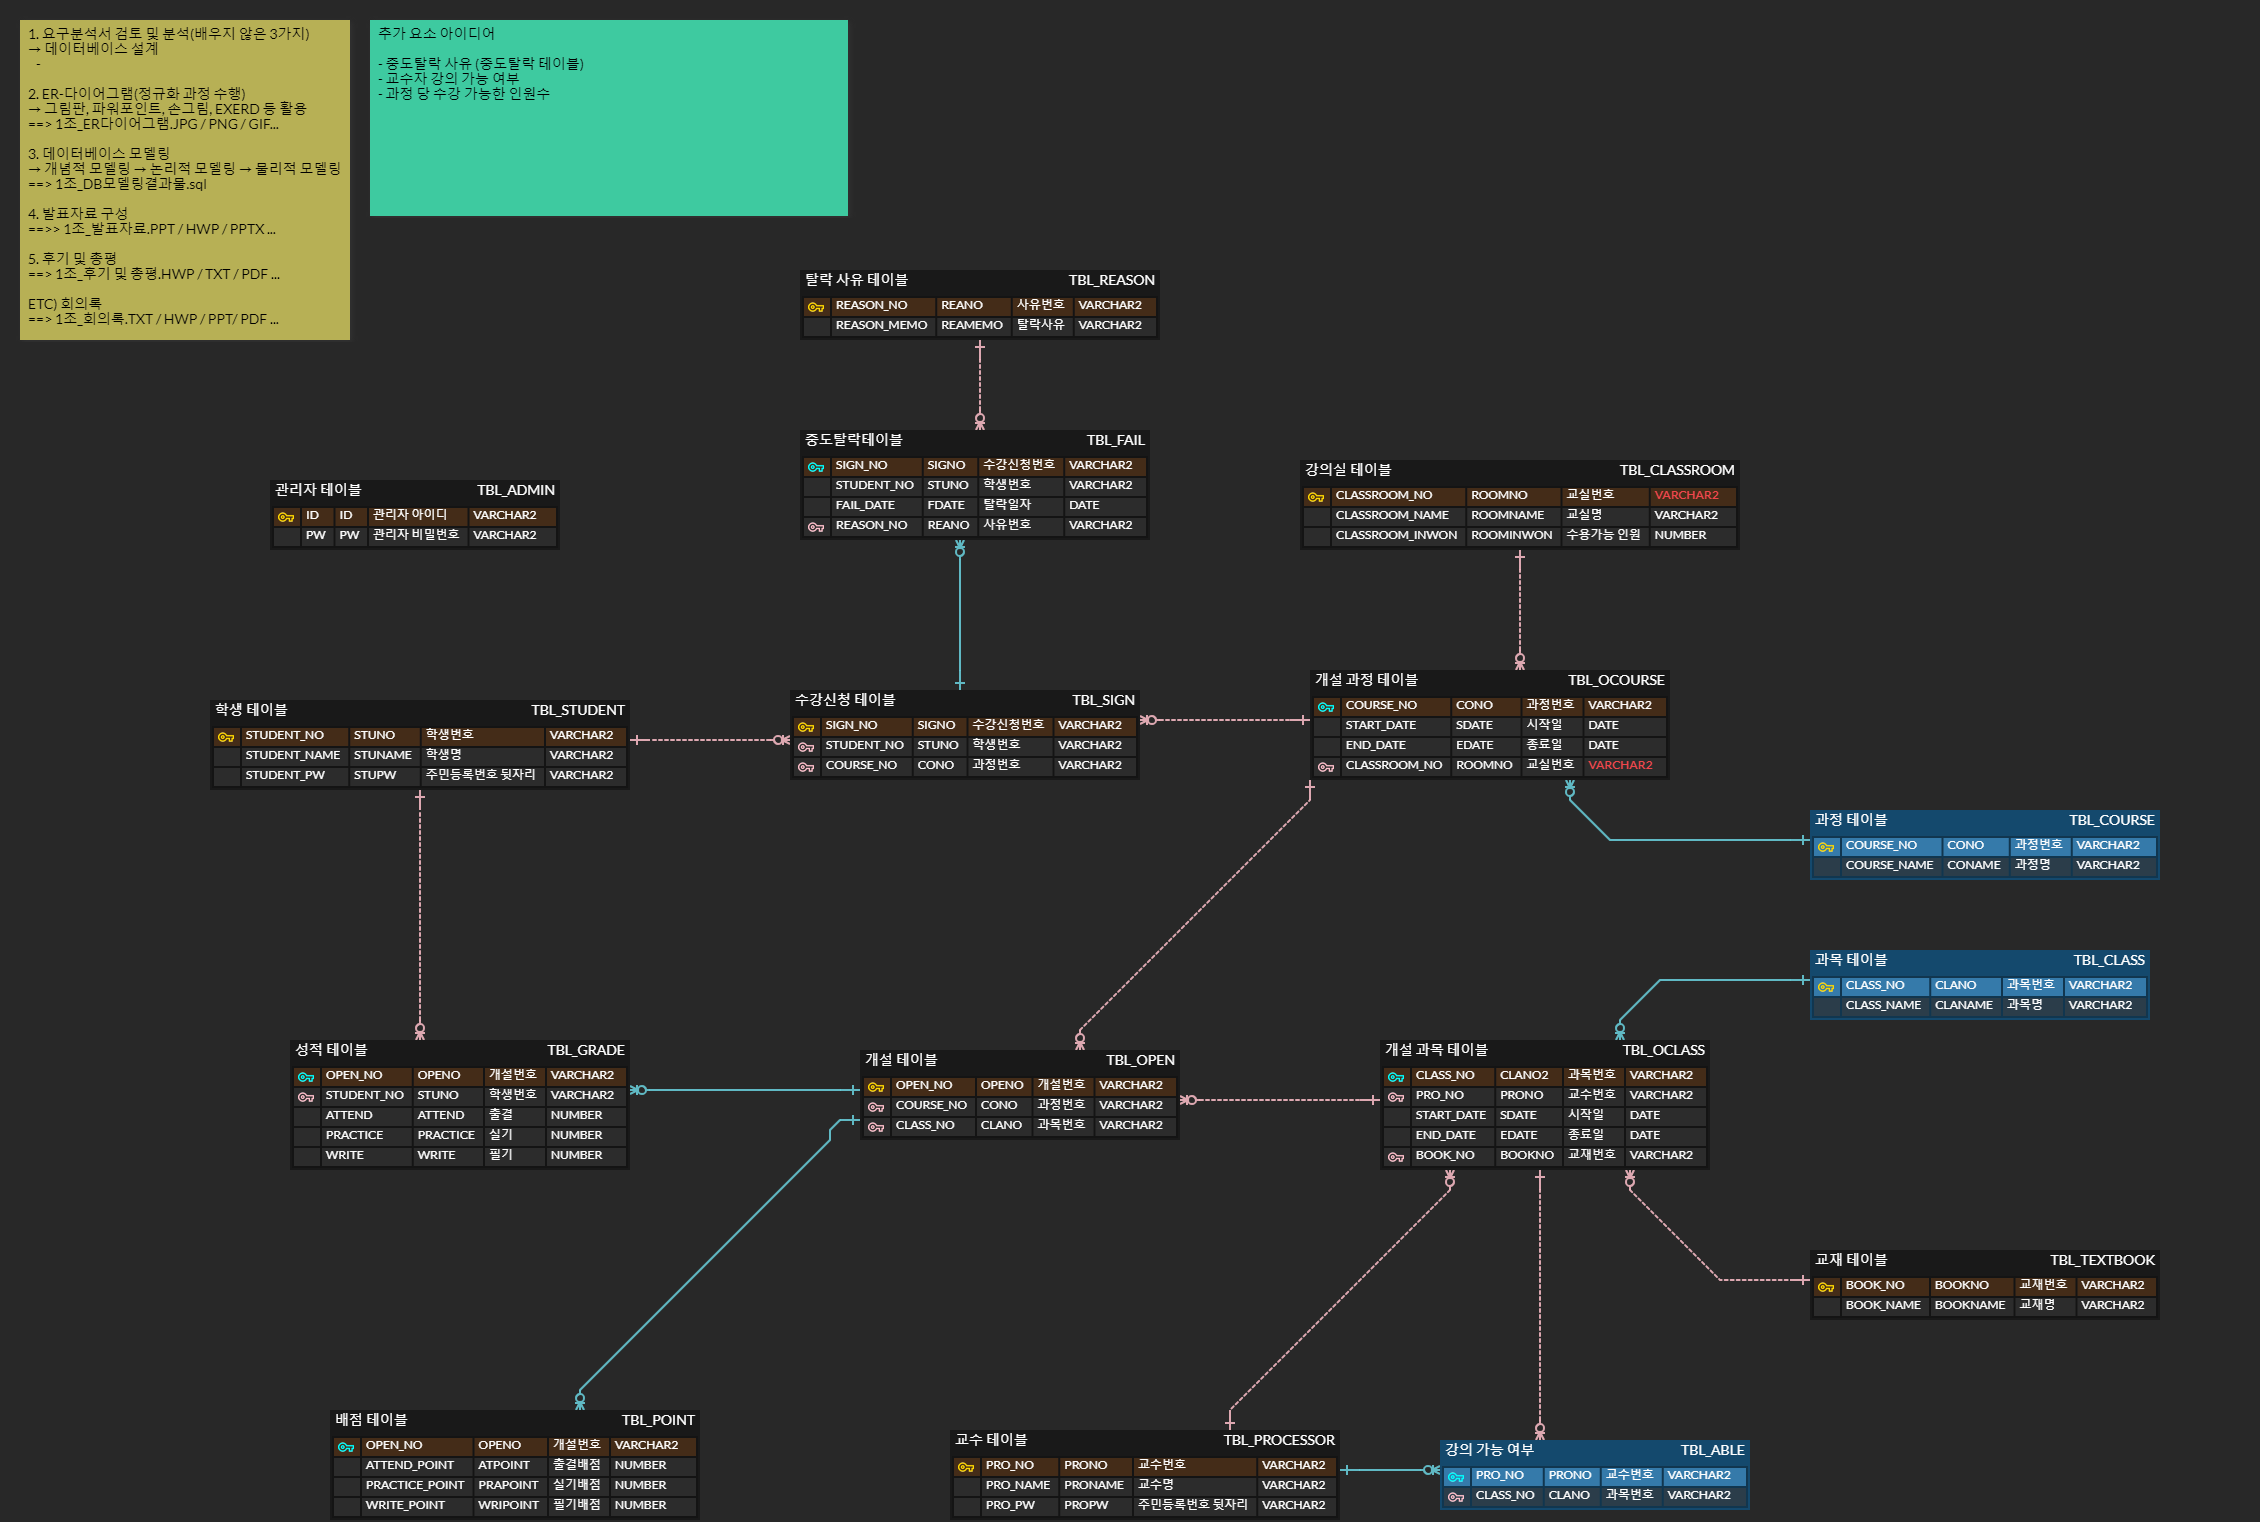 1. 요구분석서 검토 및 분석(배우지 않은 3가지)
→ 데이터베이스 설계
-
2. ER-다이어그램(정규화 과정 수행)
→ 그림판, 파워포인트, 손그림, EXERD 등 활용
==> 1조_ER다이어그램.JPG / PNG / GIF...
3. 데이터베이스 모델링
→ 개념적 모델링 → 논리적 모델링 → 물리적 모델링
==> 1조_DB모델링결과물.sql
4. 발표자료 구성
==>> 1조_발표자료.PPT / HWP / PPTX ...
5. 후기 및 총평
==> 1조_후기 및 총평.HWP / TXT / PDF ...
ETC) 회의록
==> 1조_회의록.TXT / HWP / PPT/ PDF ...
추가 요소 아이디어
- 중도탈락 사유 (중도탈락 테이블)
- 교수자 강의 가능 여부
- 과정 당 수강 가능한 인원수
탈락 사유 테이블 TBL_REASON
REASON_NO REANO 사유번호 VARCHAR2
REASON_MEMO REAMEMO 탈락사유 VARCHAR2
중도탈락테이블 TBL_FAIL
SIGN_NO SIGNO 수강신청번호 VARCHAR2
STUDENT_NO STUNO 학생번호 VARCHAR2
FAIL_DATE FDATE 탈락일자 DATE
REASON_NO REANO 사유번호 VARCHAR2
관리자 테이블 TBL_ADMIN
ID ID 관리자 아이디 VARCHAR2
PW PW 관리자 비밀번호 VARCHAR2
강의실 테이블 TBL_CLASSROOM
CLASSROOM_NO ROOMNO 교실번호 VARCHAR2
CLASSROOM_NAME ROOMNAME 교실명 VARCHAR2
CLASSROOM_INWON ROOMINWON 수용가능 인원 NUMBER
학생 테이블 TBL_STUDENT
STUDENT_NO STUNO 학생번호 VARCHAR2
STUDENT_NAME STUNAME 학생명 VARCHAR2
STUDENT_PW STUPW 주민등록번호 뒷자리 VARCHAR2
수강신청 테이블 TBL_SIGN
SIGN_NO SIGNO 수강신청번호 VARCHAR2
STUDENT_NO STUNO 학생번호 VARCHAR2
COURSE_NO CONO 과정번호 VARCHAR2
개설 과정 테이블 TBL_OCOURSE
COURSE_NO CONO 과정번호 VARCHAR2
START_DATE SDATE 시작일 DATE
END_DATE EDATE 종료일 DATE
CLASSROOM_NO ROOMNO 교실번호 VARCHAR2
과정 테이블 TBL_COURSE
COURSE_NO CONO 과정번호 VARCHAR2
COURSE_NAME CONAME 과정명 VARCHAR2
과목 테이블 TBL_CLASS
CLASS_NO CLANO 과목번호 VARCHAR2
CLASS_NAME CLANAME 과목명 VARCHAR2
성적 테이블 TBL_GRADE
OPEN_NO OPENO 개설번호 VARCHAR2
STUDENT_NO STUNO 학생번호 VARCHAR2
ATTEND ATTEND 출결 NUMBER
PRACTICE PRACTICE 실기 NUMBER
WRITE WRITE 필기 NUMBER
개설 테이블 TBL_OPEN
OPEN_NO OPENO 개설번호 VARCHAR2
COURSE_NO CONO 과정번호 VARCHAR2
CLASS_NO CLANO 과목번호 VARCHAR2
개설 과목 테이블 TBL_OCLASS
CLASS_NO CLANO2 과목번호 VARCHAR2
PRO_NO PRONO 교수번호 VARCHAR2
START_DATE SDATE 시작일 DATE
END_DATE EDATE 종료일 DATE
BOOK_NO BOOKNO 교재번호 VARCHAR2
교재 테이블 TBL_TEXTBOOK
BOOK_NO BOOKNO 교재번호 VARCHAR2
BOOK_NAME BOOKNAME 교재명 VARCHAR2
배점 테이블 TBL_POINT
OPEN_NO OPENO 개설번호 VARCHAR2
ATTEND_POINT ATPOINT 출결배점 NUMBER
PRACTICE_POINT PRAPOINT 실기배점 NUMBER
WRITE_POINT WRIPOINT 필기배점 NUMBER
교수 테이블 TBL_PROCESSOR
PRO_NO PRONO 교수번호 VARCHAR2
PRO_NAME PRONAME 교수명 VARCHAR2
PRO_PW PROPW 주민등록번호 뒷자리 VARCHAR2
강의 가능 여부 TBL_ABLE
PRO_NO PRONO 교수번호 VARCHAR2
CLASS_NO CLANO 과목번호 VARCHAR2